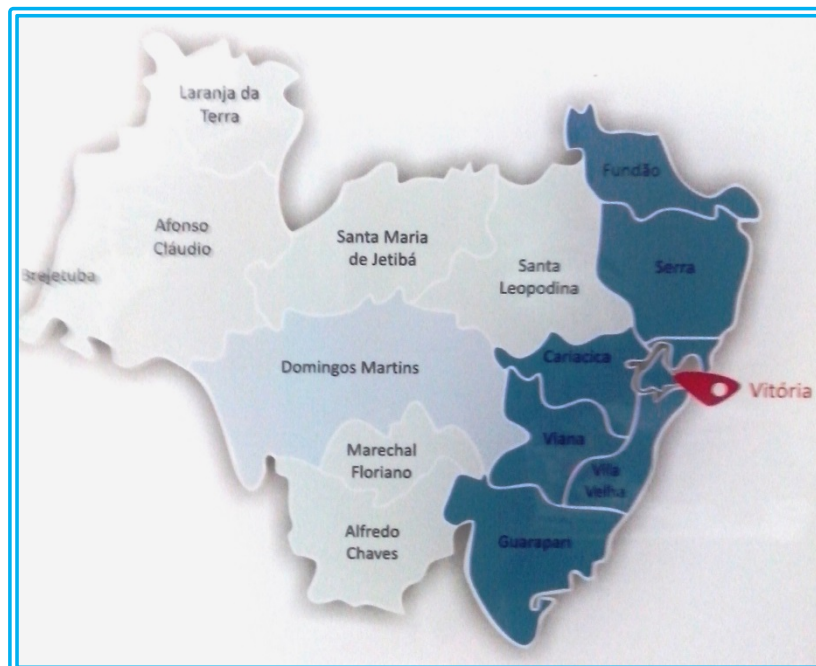 Laranja da
Terra
Fundão
Afonso
Cláudio
Santa Maria
de Jetibá
Santa
Leopodina
Serra
Brejetuba
Cariacica
Domingos Martins
Vitória
Viana
Marechal
Floriano
Vila
Velha
Alfredo
Chaves
Guarapari